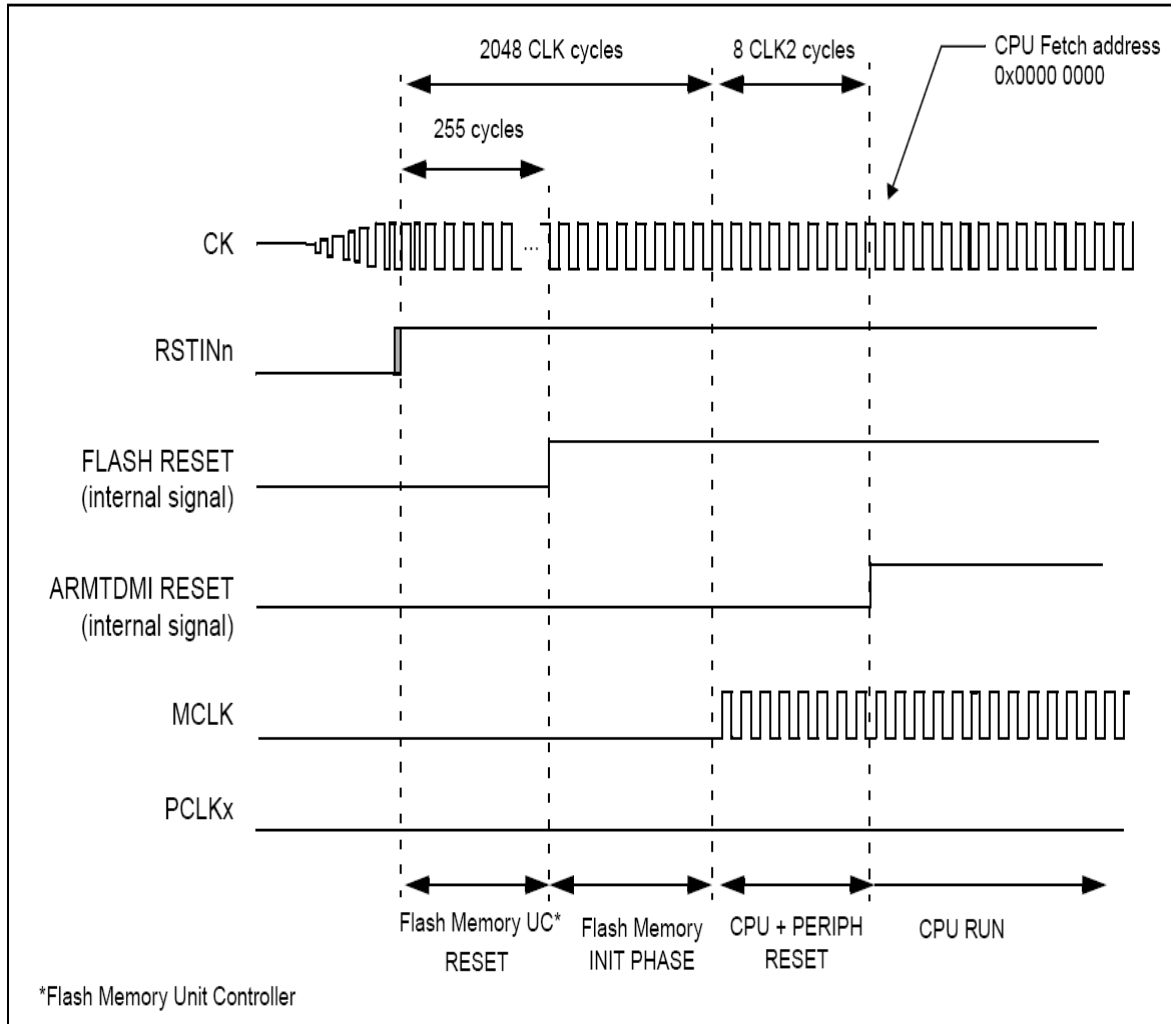 2048 CLK cycles
8 CLK2 cycles
CPU Fetch address
0x0000 0000
255 cycles
CK
...
RSTINn
FLASH RESET
(internal signal)
ARMTDMI RESET
(internal signal)
MCLK
PCLKx
Flash Memory UC*
RESET
Flash Memory
INIT PHASE
CPU + PERIPH
RESET
CPU RUN
*Flash Memory Unit Controller